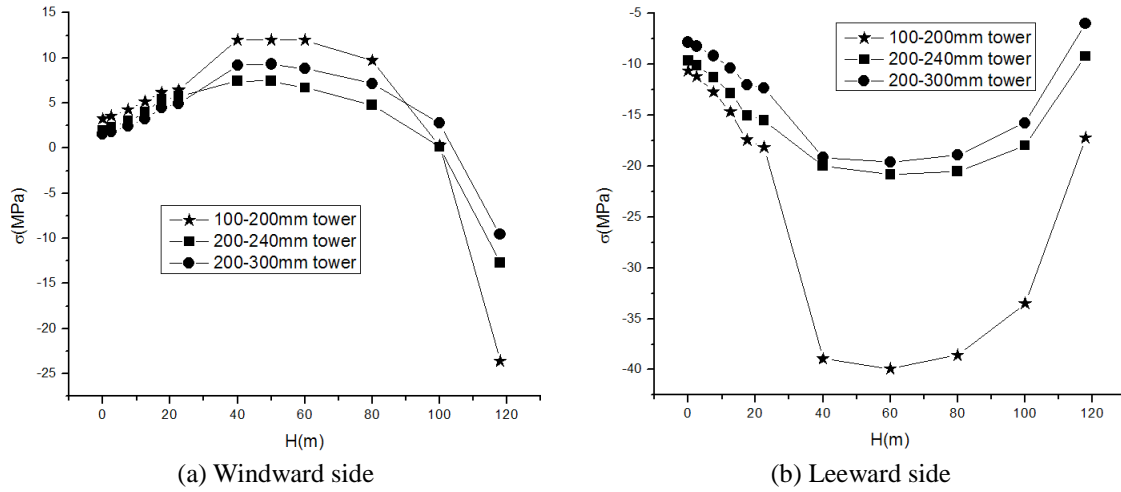 15
10
5
0
-5
-10
-15
-20
-25
σ(MPa)
100-200mm tower
200-240mm tower
200-300mm tower
0 20 40 60 80 100 120
H(m)
(a) Windward side
-10
-15
-20
-25
-30
-35
-40
σ(MPa)
100-200mm tower
200-240mm tower
200-300mm tower
0 20 40 60 80 100 120
H(m)
(b) Leeward side